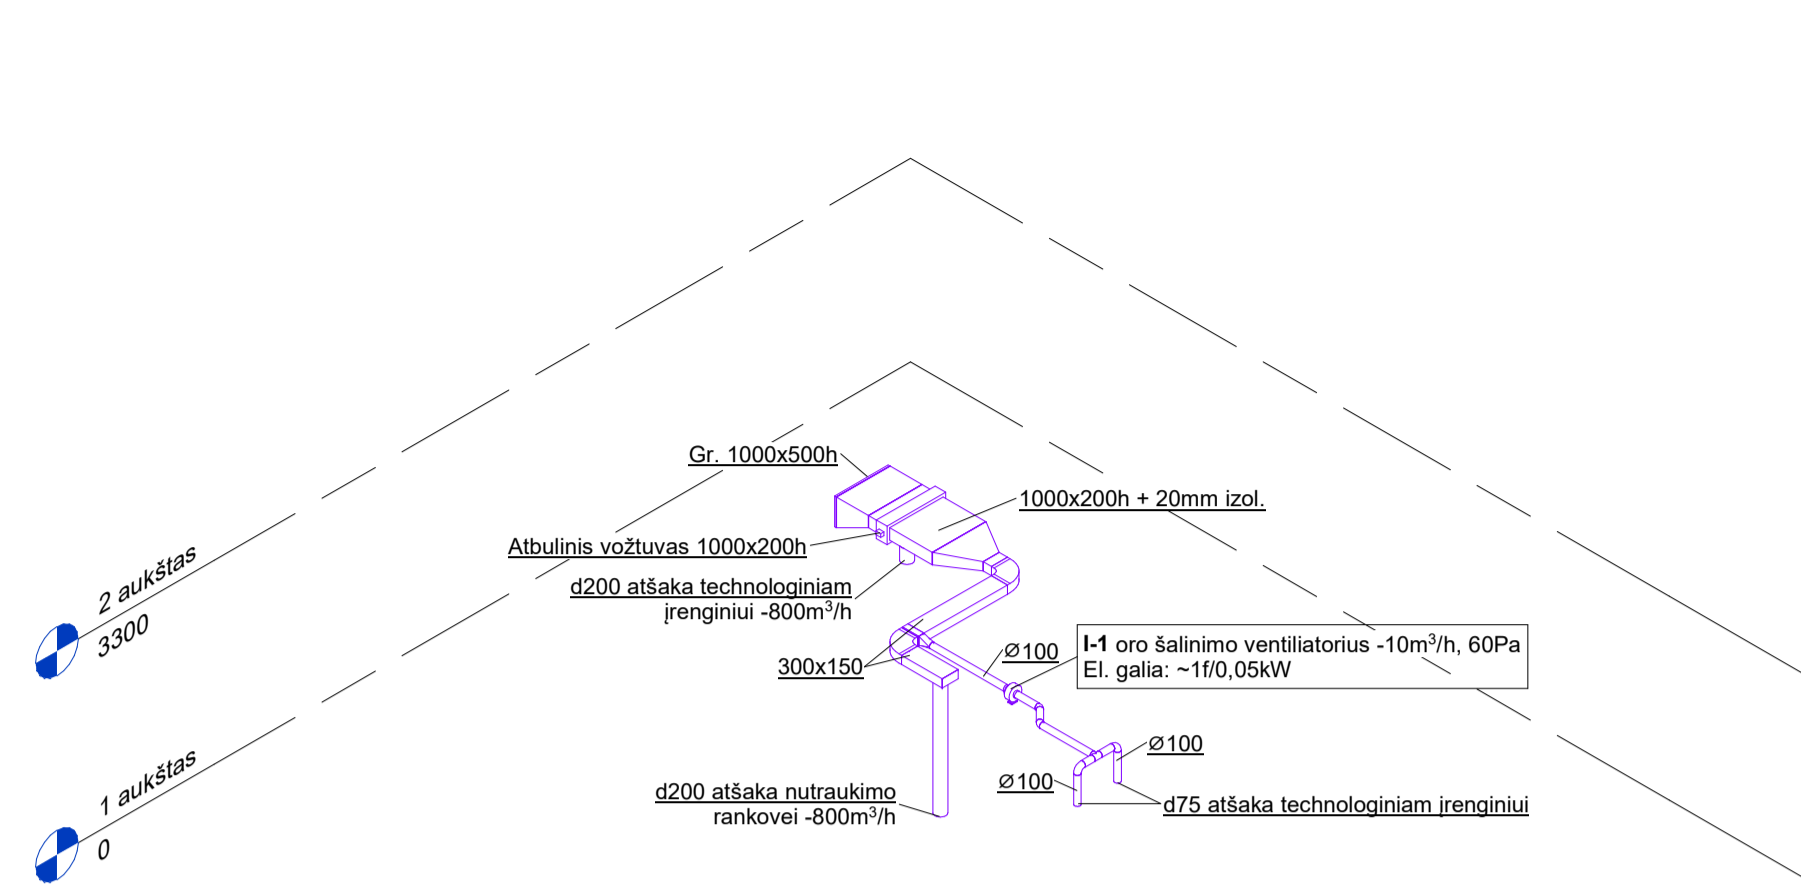 Gr. 1000x500h
1000x200h + 20mm izol.
Atbulinis vožtuvas 1000x200h
d200 atšaka technologiniam
įrenginiui -800m³/h
2 aukštas
3300
300x150
Ø100
I-1 oro šalinimo ventiliatorius -10m³/h, 60Pa
El. galia: ~1f/0,05kW
Ø100
Ø100
d200 atšaka nutraukimo
rankovei -800m³/h
d75 atšaka technologiniam įrenginiui
1 aukštas
0